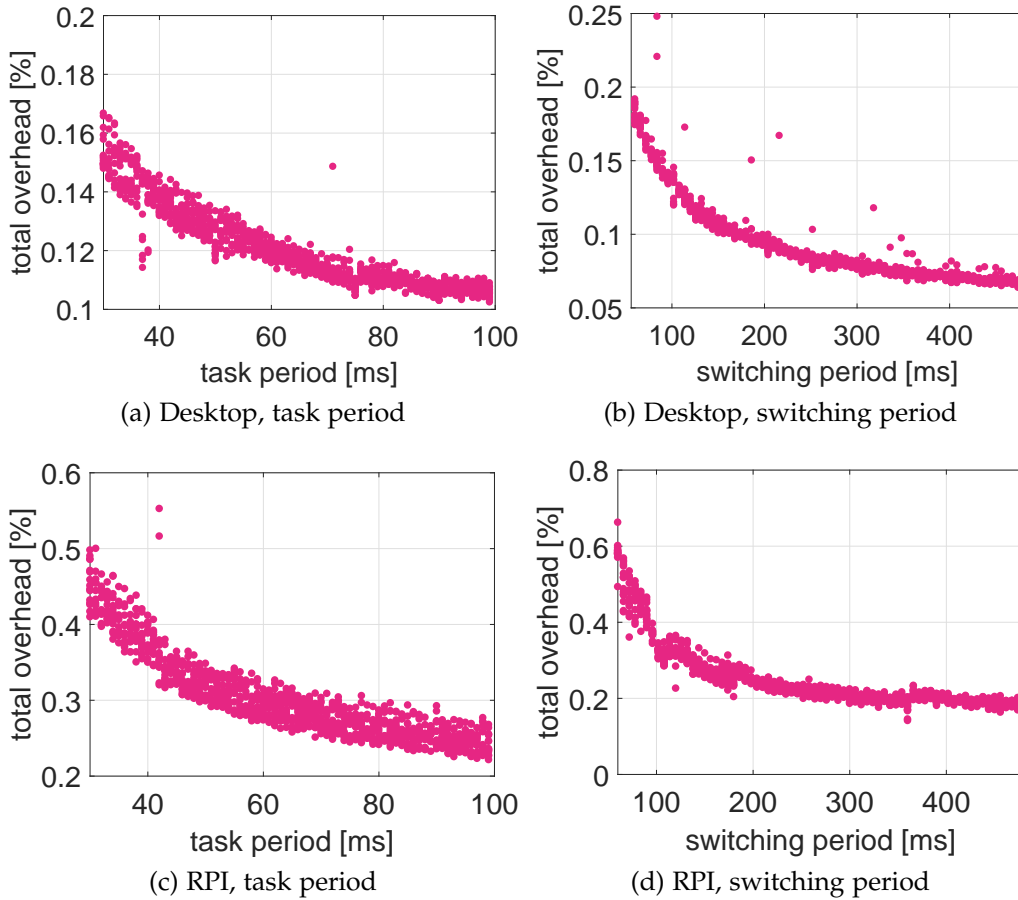 0.2
0.18
0.16
0.14
0.12
0.1
total overhead [%]
40 60 80 100
task period [ms]
(a) Desktop, task period
0.25
0.2
0.15
0.1
0.05
total overhead [%]
100 200 300 400
switching period [ms]
(b) Desktop, switching period
0.6
0.5
0.4
0.3
0.2
total overhead [%]
40 60 80 100
task period [ms]
(c) RPI, task period
0.8
0.6
0.4
0.2
0
total overhead [%]
100 200 300 400
switching period [ms]
(d) RPI, switching period